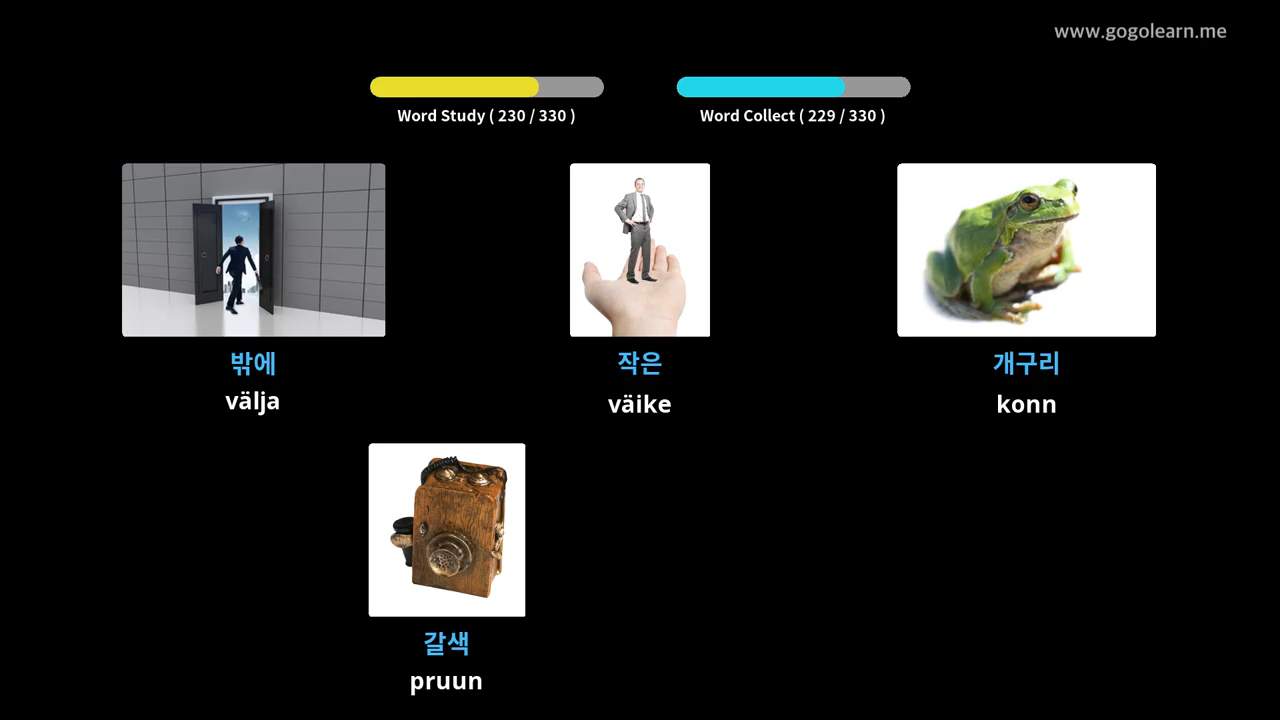 www.gogolearn.me
Word Study ( 230 / 330 )
Word Collect ( 229 / 330 )
밖에
välja
작은
väike
개구리
konn
갈색
pruun